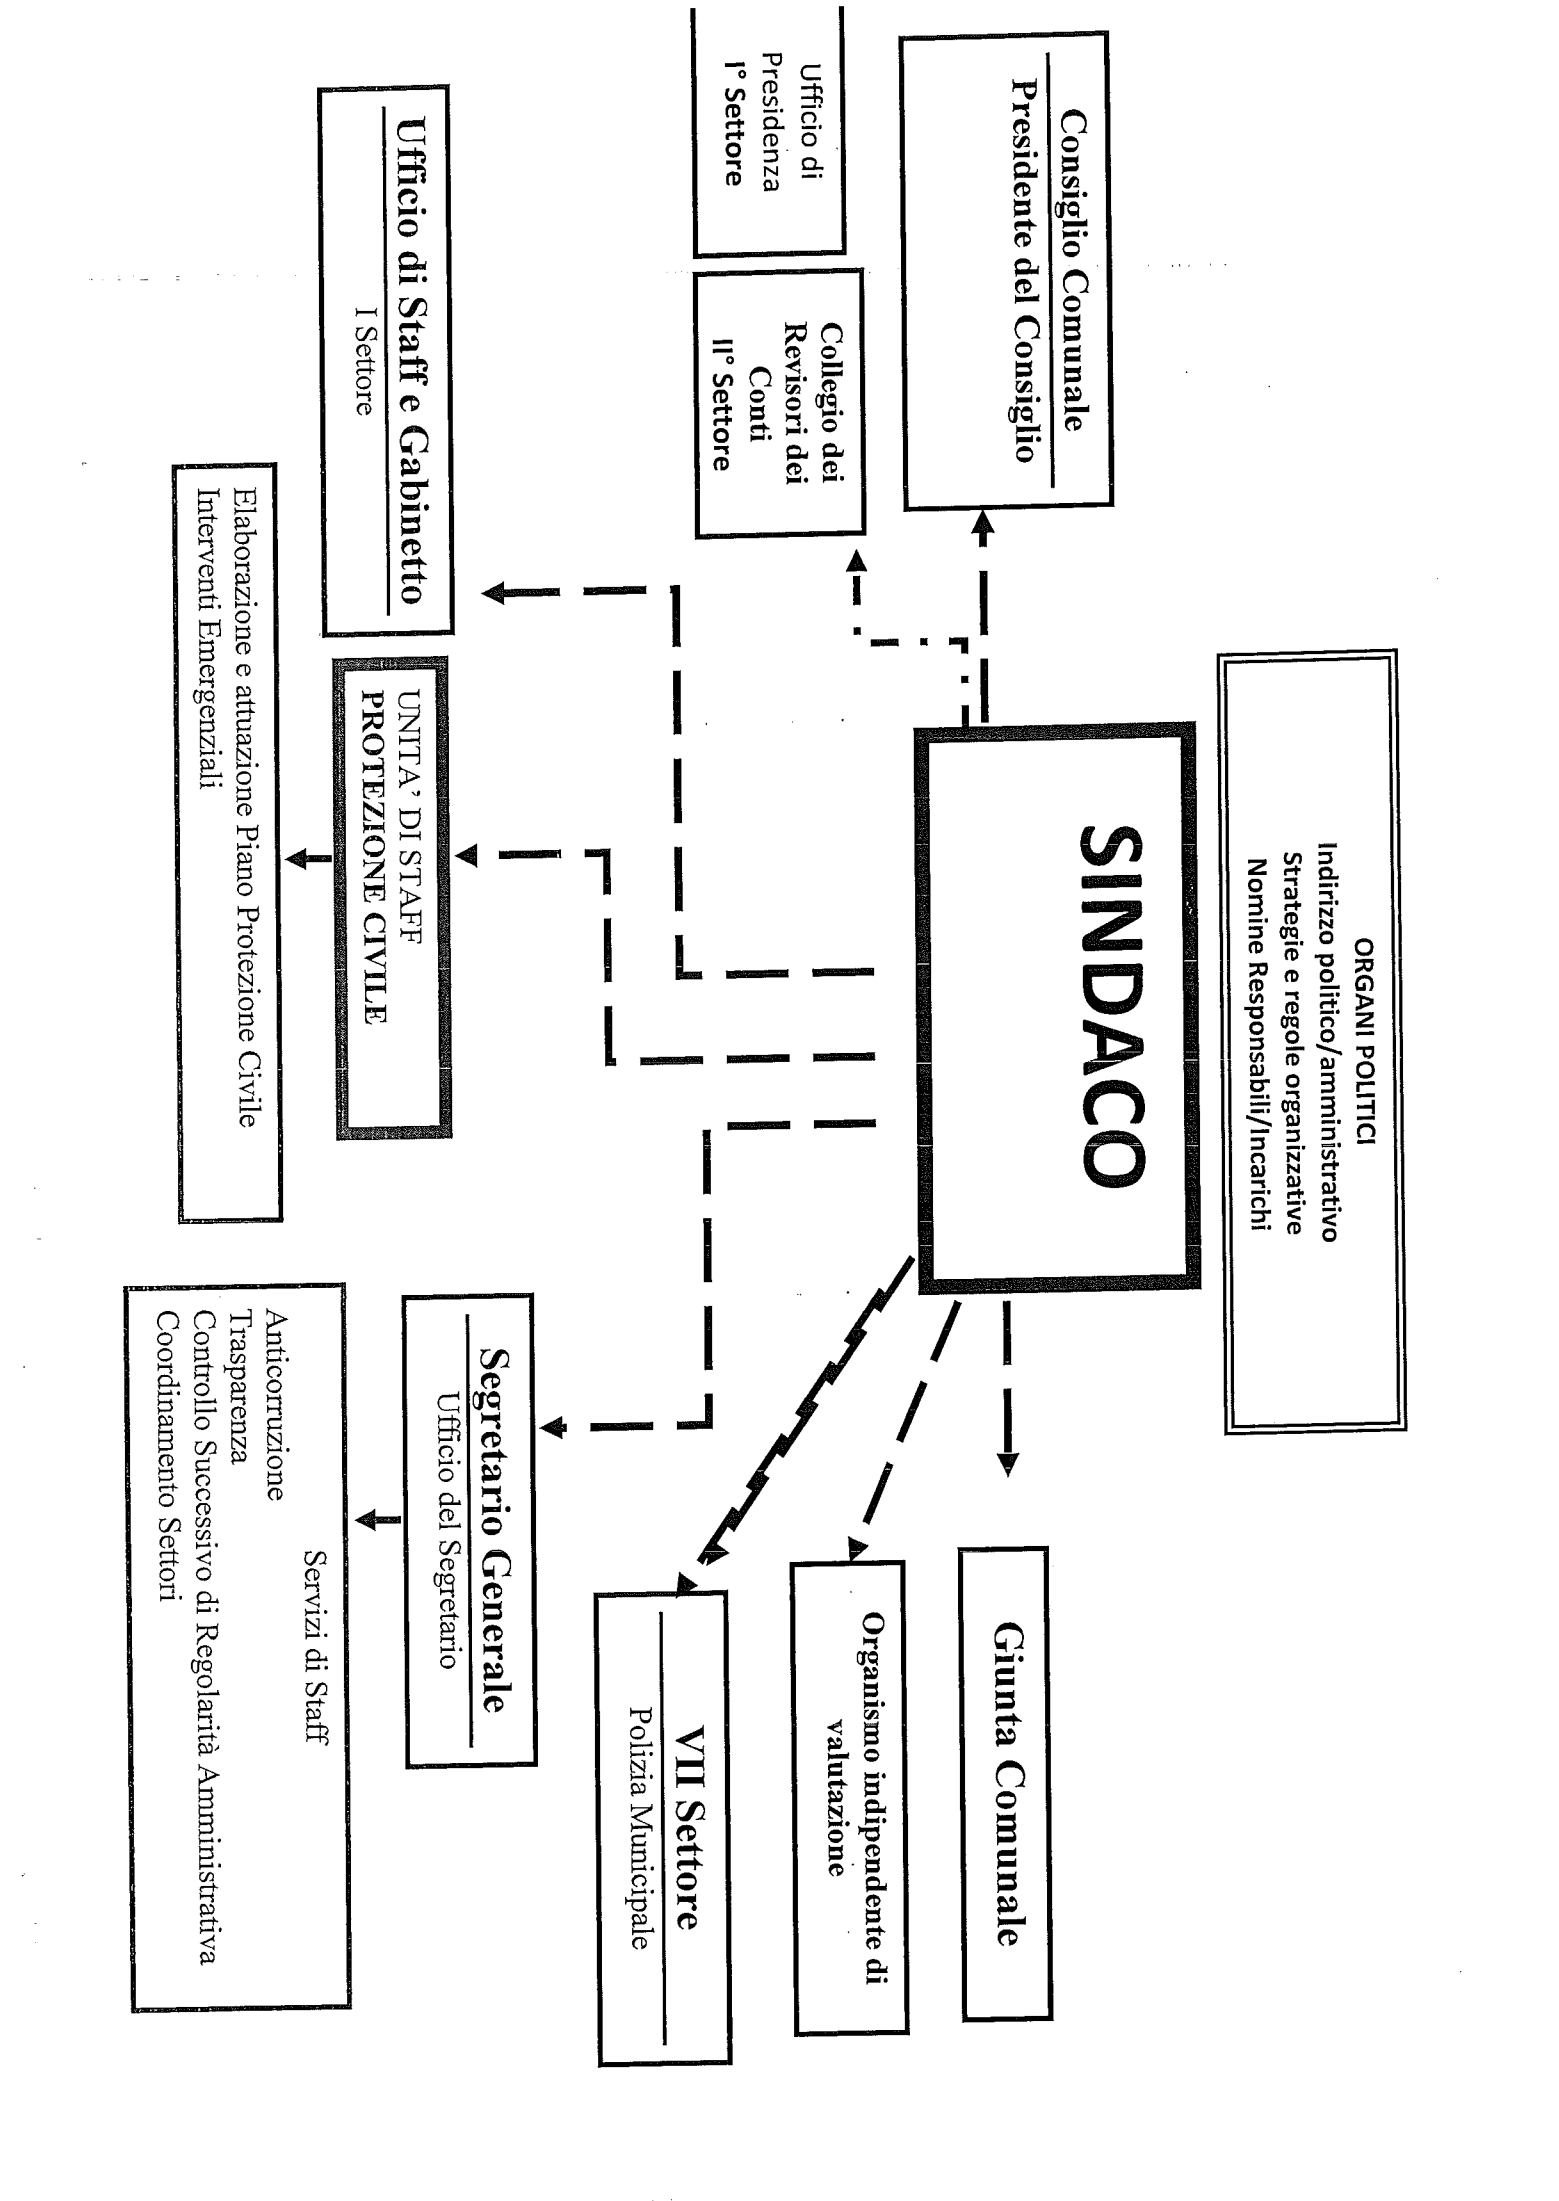 ORGANI POLITICI
Indirizzo politico/amministrativo
Strategie e regole organizzative
Nomine Responsabili/Incarichi
Consiglio Comunale
Presidente del Consiglio
SINDACO
Giunta Comunale
Ufficio di
Presidenza
I° Settore
Collegio dei
Revisori dei
Conti
II° Settore
Organismo indipendente di
valutazione
VII Settore
Polizia Municipale
Ufficio di Staff e Gabinetto
I Settore
UNITA’ DI STAFF
PROTEZIONE CIVILE
Segretario Generale
Ufficio del Segretario
Elaborazione e attuazione Piano Protezione Civile
Interventi Emergenziali
Servizi di Staff
Anticorruzione
Trasparenza
Controllo Successivo di Regolarità Amministrativa
Coordinamento Settori